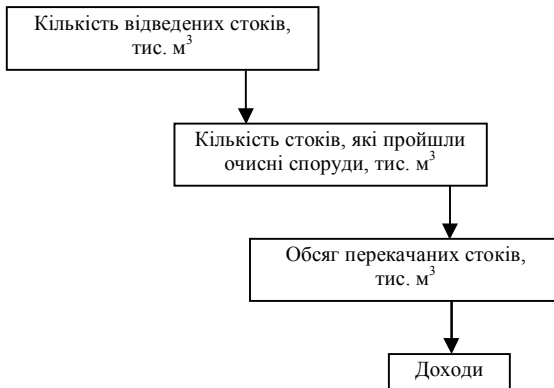 Кількість відведених стоків,
тис. м³
Кількість стоків, які пройшли
очисні споруди, тис. м³
Обсяг перекачаних стоків,
тис. м³
Доходи